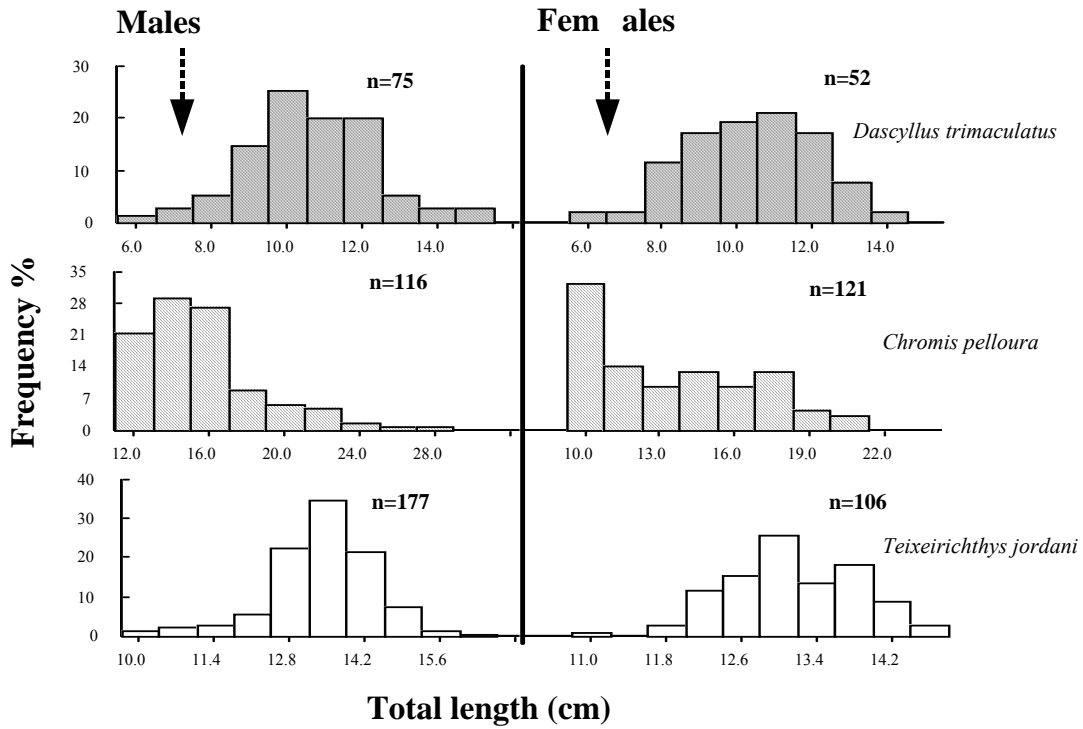 Males Fem ales
30
20
10
0
n=75
n=52
Dascyllus trimaculatus
6.0 8.0 10.0 12.0 14.0
6.0 8.0 10.0 12.0 14.0
35
28
21
14
7
0
n=116
n=121
Chromis pelloura
12.0 16.0 20.0 24.0 28.0
10.0 13.0 16.0 19.0 22.0
40
30
20
10
0
n=177
n=106
Teixeirichthys jordani
10.0 11.4 12.8 14.2 15.6
11.0 11.8 12.6 13.4 14.2
Frequency %
Total length (cm)